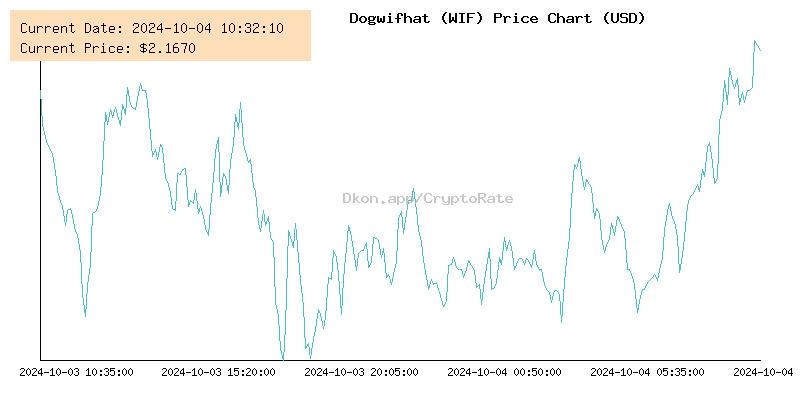 Dogwifhat (WIF) Price Chart (USD)
Current Date: 2024-10-04 10:32:10
Current Price: $2.1670
Dkon.app/CryptoRate
2024-10-03 10:35:00 2024-10-03 15:20:00 2024-10-03 20:05:00 2024-10-04 00:50:00 2024-10-04 05:35:00 2024-10-04